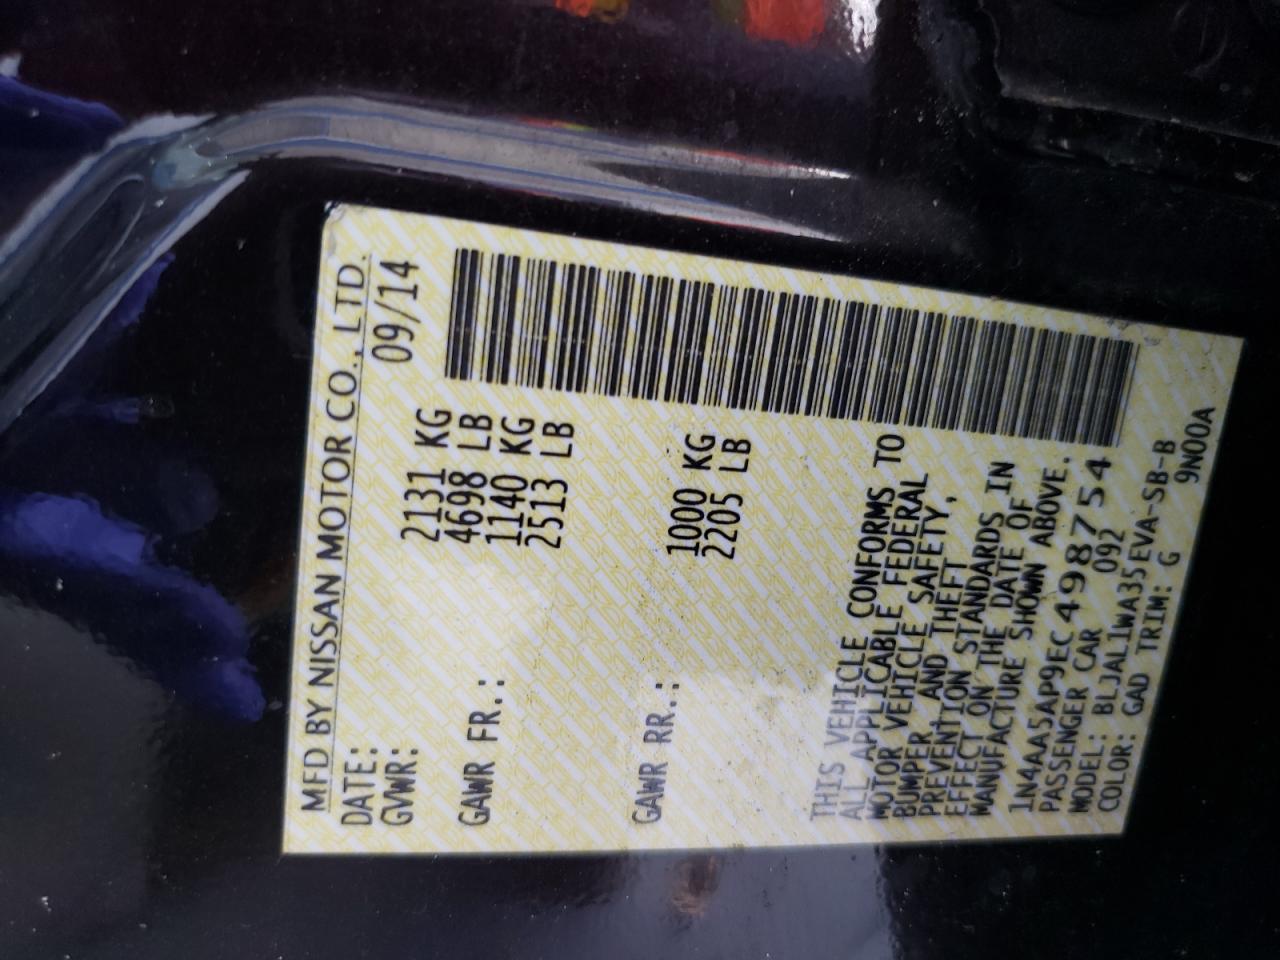 MFD BY NISSAN MOTOR CO., LTD.
DATE: 09/14
GVWR: 2131 KG
4698 LB
GAWR FR.: 1140 KG
2513 LB
GAWR RR.: 1000 KG
2205 LB
THIS VEHICLE CONFORMS TO
ALL APPLICABLE FEDERAL
MOTOR VEHICLE SAFETY,
BUMPER AND THEFT
PREVENTION STANDARDS IN
EFFECT ON THE DATE OF
MANUFACTURE SHOWN ABOVE.
1N4AA5AP9EC498754
PASSENGER CAR 092
MODEL: BLJAL1WA35EVA-SB-B
COLOR: GAD TRIM: G 9N00A